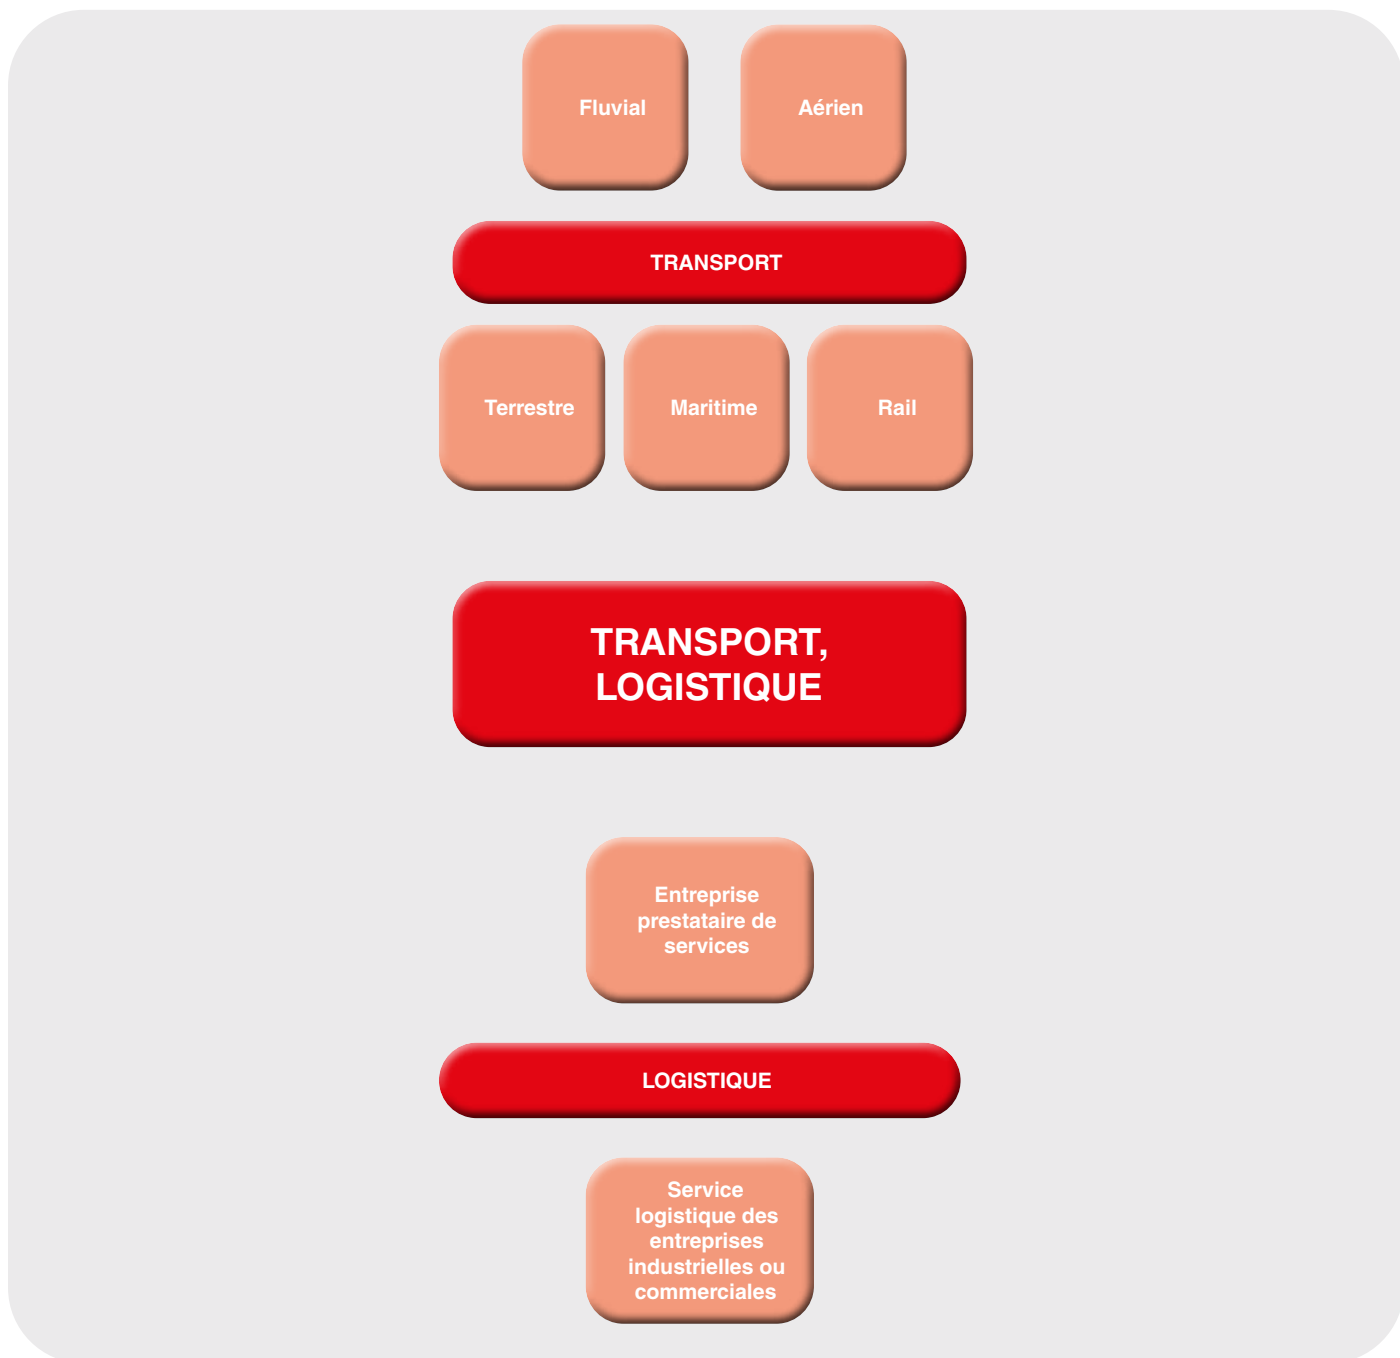 Fluvial
Aérien
TRANSPORT
Terrestre
Maritime
Rail
TRANSPORT,
LOGISTIQUE
Entreprise
prestataire de
services
LOGISTIQUE
Service
logistique des
entreprises
industrielles ou
commerciales